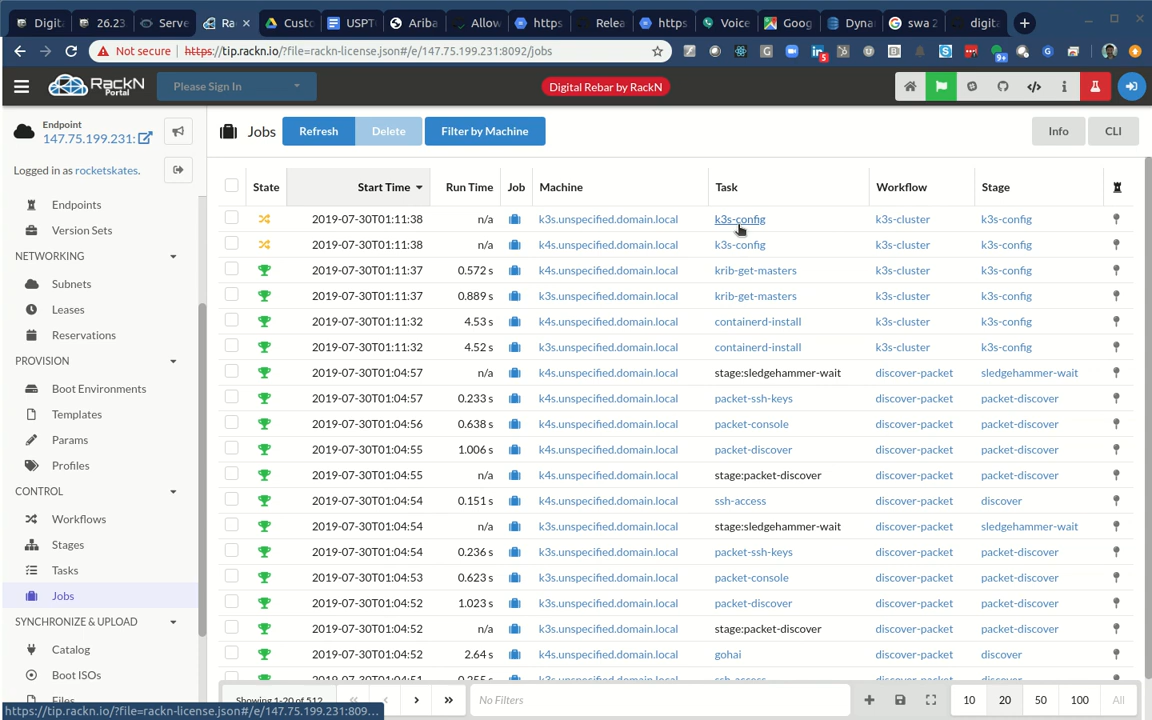 Digita
26.23
Serve
Ra
Custo
USPT
Ariba
Allow
https
Relea
https
Voice
Goog
Dyna
swa 2
digita
Not secure https://tip.rackn.io/?file=rackn-license.json#/e/147.75.199.231:8092/jobs
5
9+
RackN Portal
Please Sign In
Digital Rebar by RackN
Endpoint
147.75.199.231:
Logged in as rocketskates.
Endpoints
Version Sets
NETWORKING
Subnets
Leases
Reservations
PROVISION
Boot Environments
Templates
Params
Profiles
CONTROL
Workflows
Stages
Tasks
Jobs
SYNCHRONIZE & UPLOAD
Catalog
Boot ISOs
Files
Jobs Refresh Delete Filter by Machine Info CLI
State Start Time Run Time Job Machine Task Workflow Stage
2019-07-30T01:11:38 n/a k3s.unspecified.domain.local k3s-config k3s-cluster k3s-config
2019-07-30T01:11:38 n/a k4s.unspecified.domain.local k3s-config k3s-cluster k3s-config
2019-07-30T01:11:37 0.572 s k4s.unspecified.domain.local krib-get-masters k3s-cluster k3s-config
2019-07-30T01:11:37 0.889 s k3s.unspecified.domain.local krib-get-masters k3s-cluster k3s-config
2019-07-30T01:11:32 4.53 s k4s.unspecified.domain.local containerd-install k3s-cluster k3s-config
2019-07-30T01:11:32 4.52 s k3s.unspecified.domain.local containerd-install k3s-cluster k3s-config
2019-07-30T01:04:57 n/a k4s.unspecified.domain.local stage:sledgehammer-wait discover-packet sledgehammer-wait
2019-07-30T01:04:57 0.233 s k4s.unspecified.domain.local packet-ssh-keys discover-packet packet-discover
2019-07-30T01:04:56 0.638 s k4s.unspecified.domain.local packet-console discover-packet packet-discover
2019-07-30T01:04:55 1.006 s k4s.unspecified.domain.local packet-discover discover-packet packet-discover
2019-07-30T01:04:55 n/a k4s.unspecified.domain.local stage:packet-discover discover-packet packet-discover
2019-07-30T01:04:54 0.151 s k4s.unspecified.domain.local ssh-access discover-packet discover
2019-07-30T01:04:54 n/a k3s.unspecified.domain.local stage:sledgehammer-wait discover-packet sledgehammer-wait
2019-07-30T01:04:54 0.236 s k3s.unspecified.domain.local packet-ssh-keys discover-packet packet-discover
2019-07-30T01:04:53 0.623 s k3s.unspecified.domain.local packet-console discover-packet packet-discover
2019-07-30T01:04:52 1.023 s k3s.unspecified.domain.local packet-discover discover-packet packet-discover
2019-07-30T01:04:52 n/a k3s.unspecified.domain.local stage:packet-discover discover-packet packet-discover
2019-07-30T01:04:52 2.64 s k4s.unspecified.domain.local gohai discover-packet discover
Showing 1-20 of 512 No Filters 10 20 50 100 All
https://tip.rackn.io/?file=rackn-license.json#/e/147.75.199.231:809...